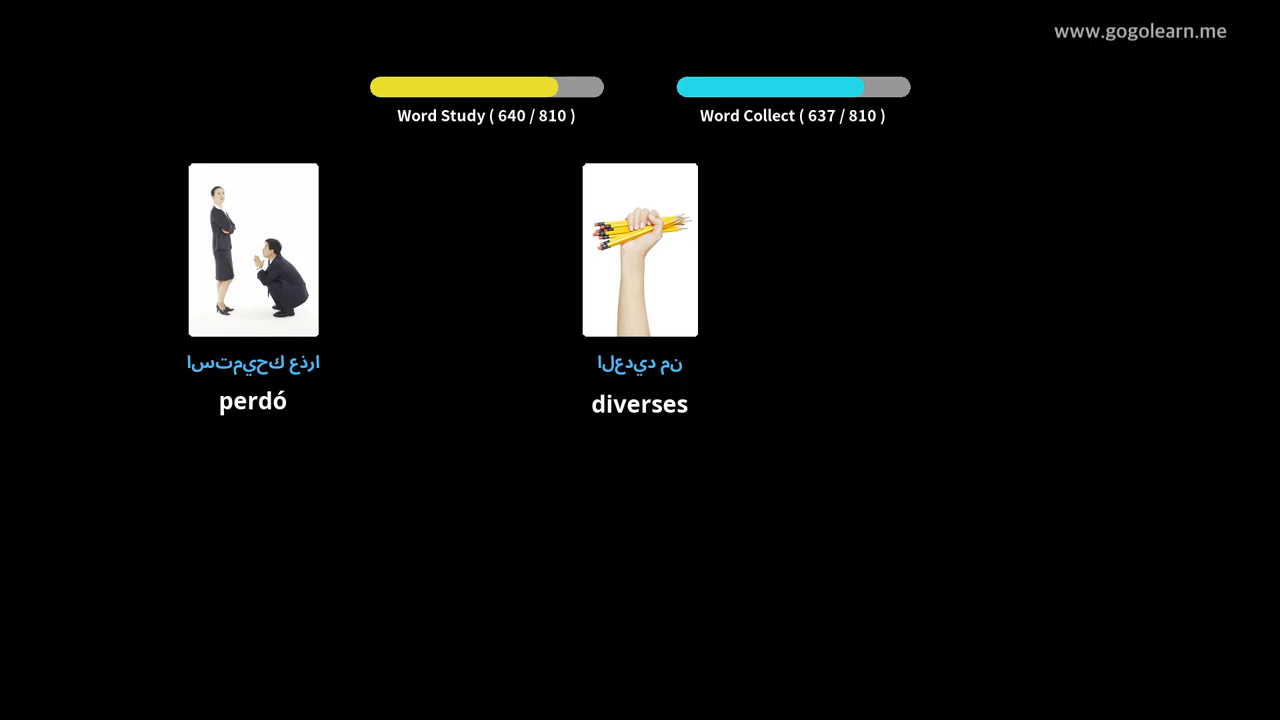 www.gogolearn.me
Word Study ( 640 / 810 )
Word Collect ( 637 / 810 )
استميحك عذرا
perdó
العديد من
diverses